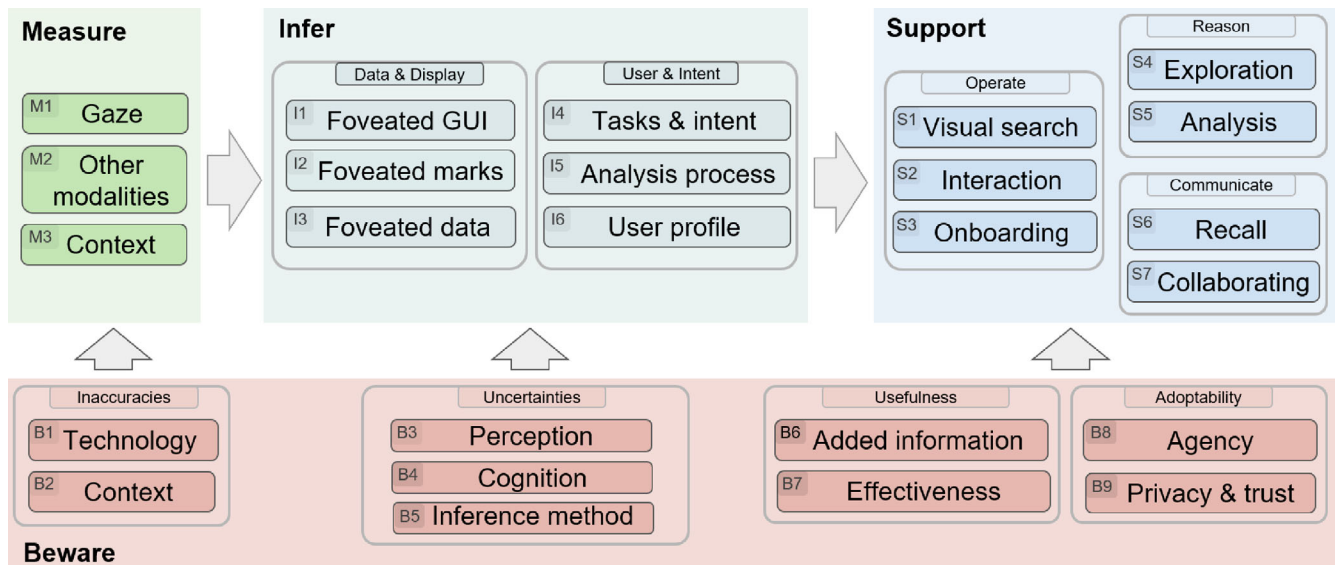 Measure
M1 Gaze
M2 Other
modalities
M3 Context
Infer
Data & Display
I1 Foveated GUI
I2 Foveated marks
I3 Foveated data
User & Intent
I4 Tasks & intent
I5 Analysis process
I6 User profile
Support
Operate
S1 Visual search
S2 Interaction
S3 Onboarding
Reason
S4 Exploration
S5 Analysis
Communicate
S6 Recall
S7 Collaborating
Inaccuracies
B1 Technology
B2 Context
Uncertainties
B3 Perception
B4 Cognition
B5 Inference method
Usefulness
B6 Added information
B7 Effectiveness
Adoptability
B8 Agency
B9 Privacy & trust
Beware